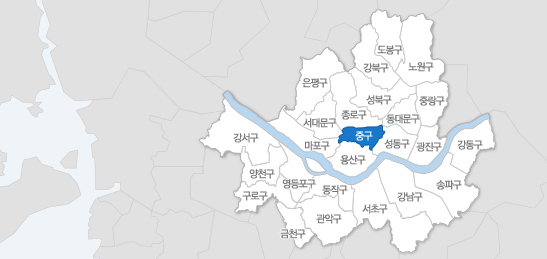 도봉구
강북구
노원구
은평구
성북구
중랑구
종로구
서대문구
동대문구
중구
강서구
마포구
성동구
광진구
강동구
용산구
양천구
영등포구
동작구
송파구
구로구
강남구
서초구
관악구
금천구